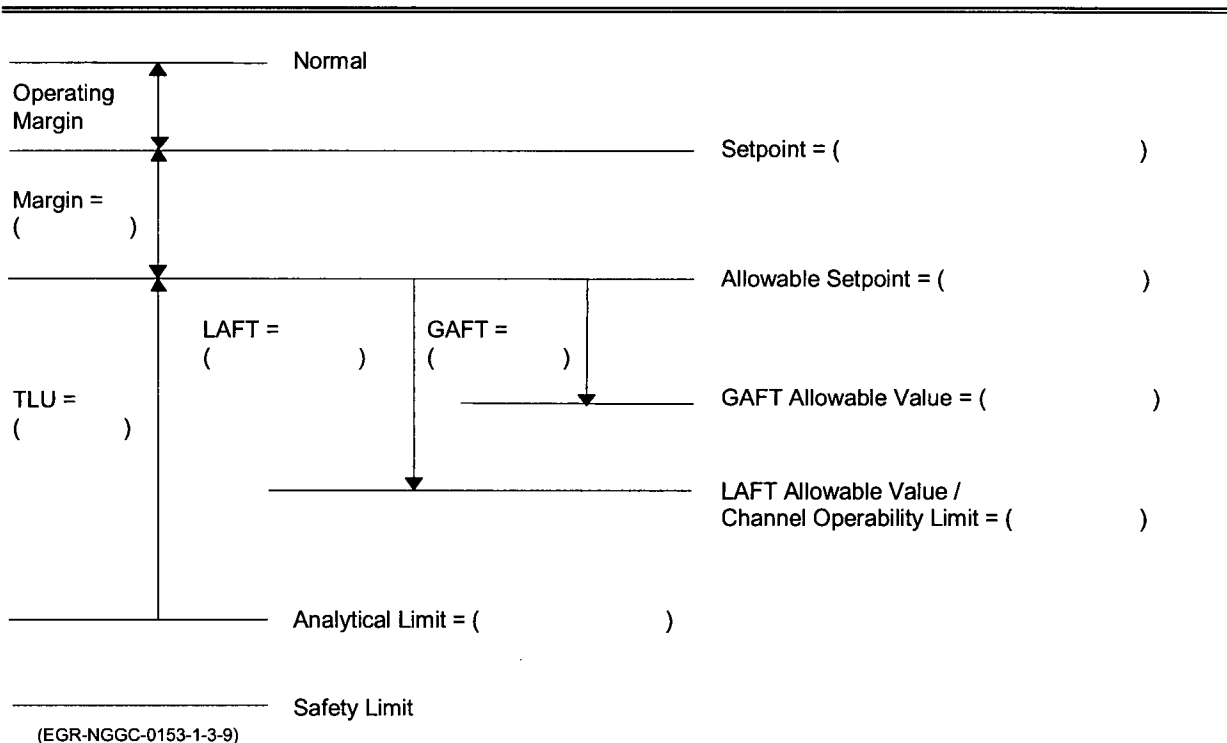 Normal
Operating
Margin
Setpoint = ( )
Margin =
( )
Allowable Setpoint = ( )
LAFT =
( )
GAFT =
( )
TLU =
( )
GAFT Allowable Value = ( )
LAFT Allowable Value /
Channel Operability Limit = ( )
Analytical Limit = ( )
Safety Limit
(EGR-NGGC-0153-1-3-9)